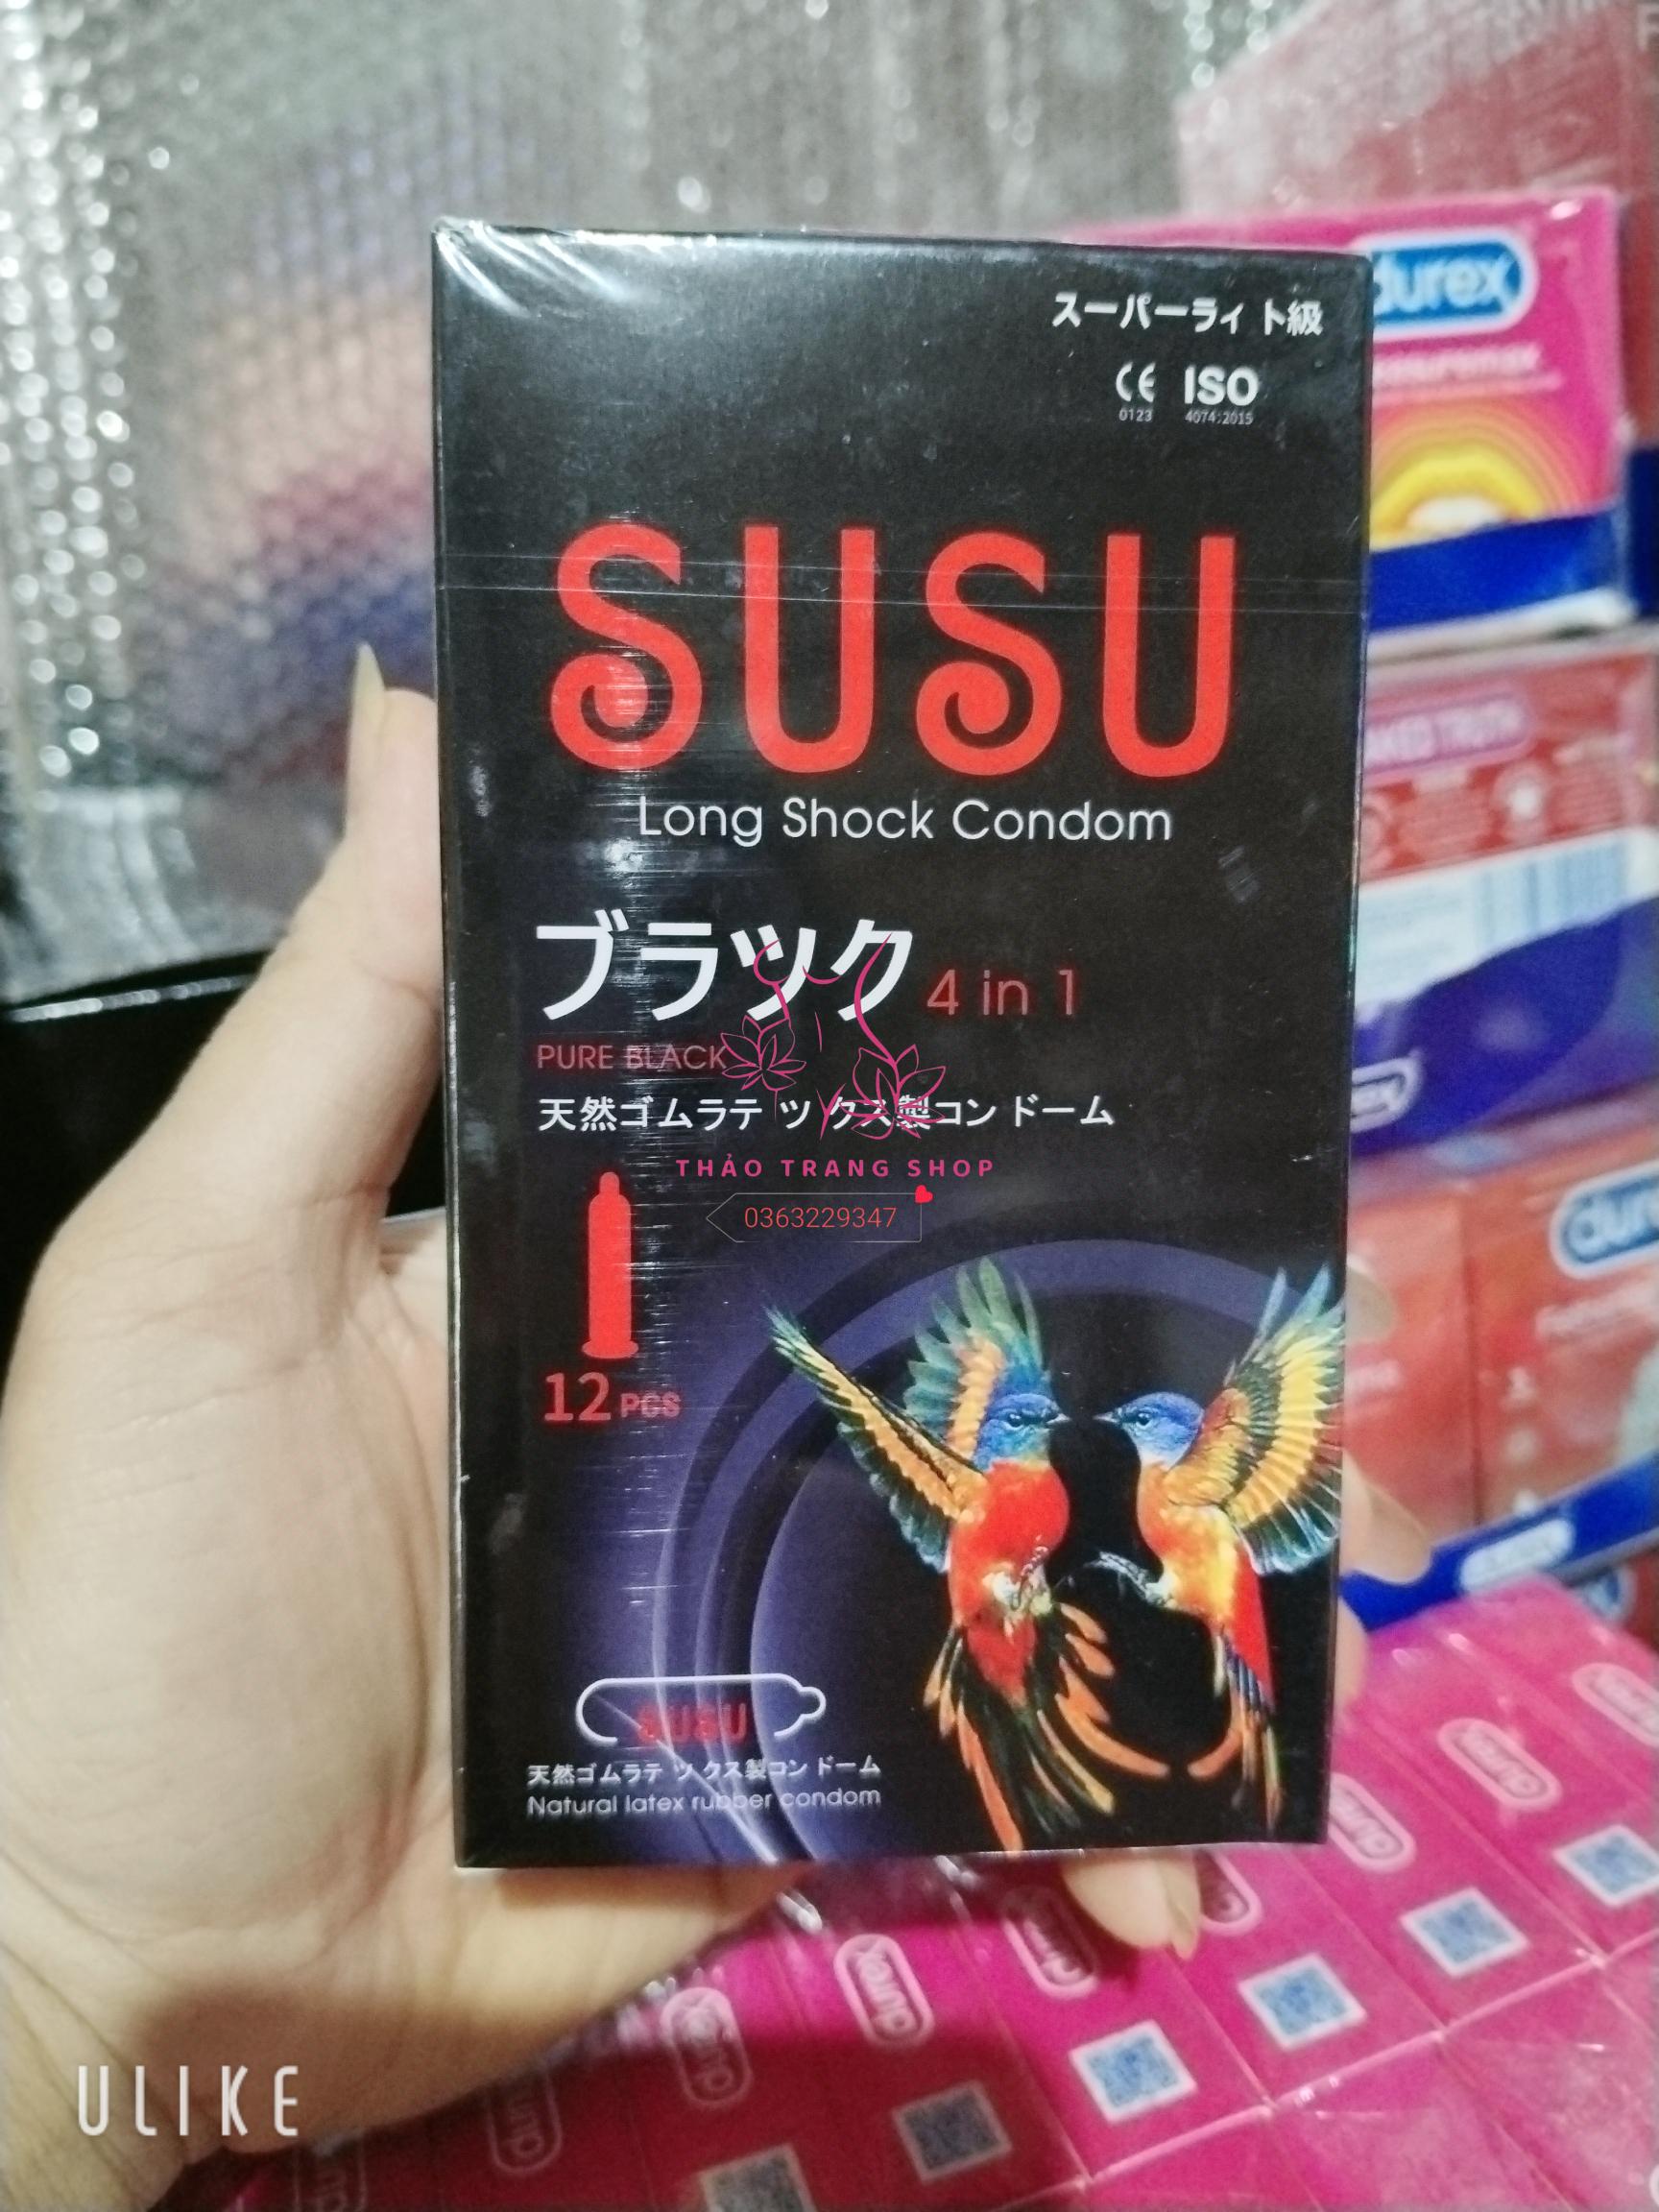 スーパーライト級
CE ISO
0123 4074:2015
durex
SUSU
Long Shock Condom
ブラック 4 in 1
PURE BLACK
天然ゴムラテックス製コンドーム
THẢO TRANG SHOP
0363229347
12 PCS
SUSU
天然ゴムラテックス製コンドーム
Natural latex rubber condom
Young
ULIKE